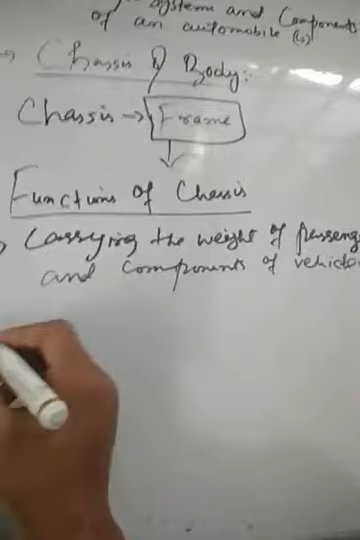 system and Components
of an automobile (s)
→ Chassis & Body:
Chassis → Frame
Functions of Chassis
Carrying the weight of passeng
and components of vehicle